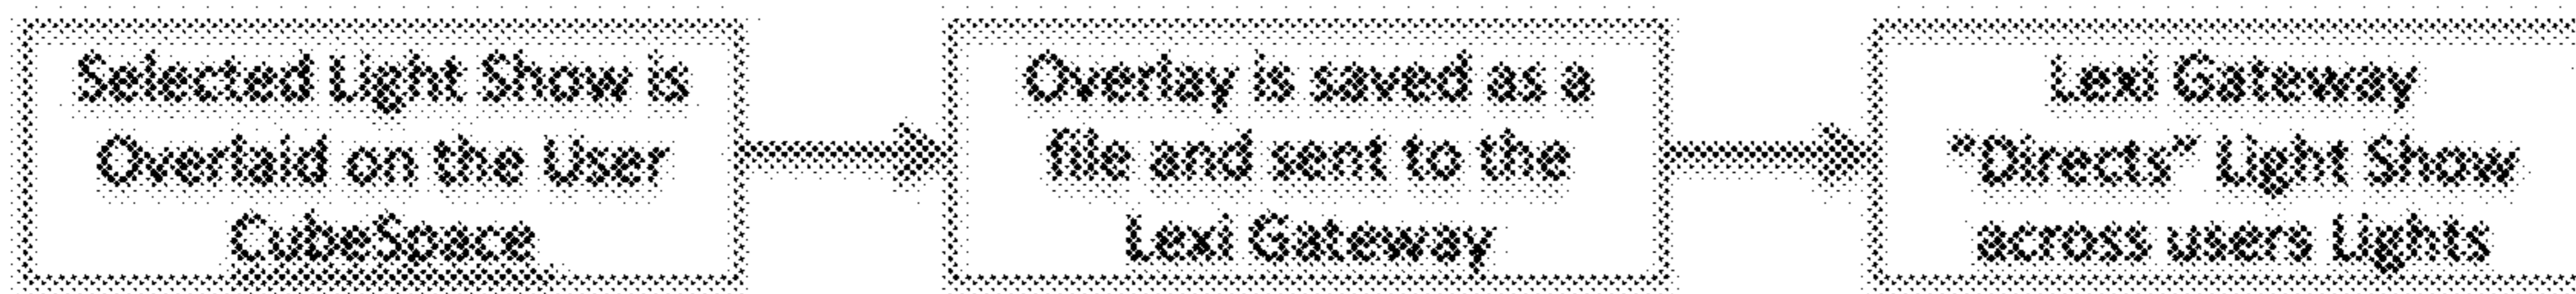 Selected Light Show is
Overlaid on the User
CubeSpace
Overlay is saved as a
file and sent to the
Lexi Gateway
Lexi Gateway
"Directs" Light Show
across users Lights